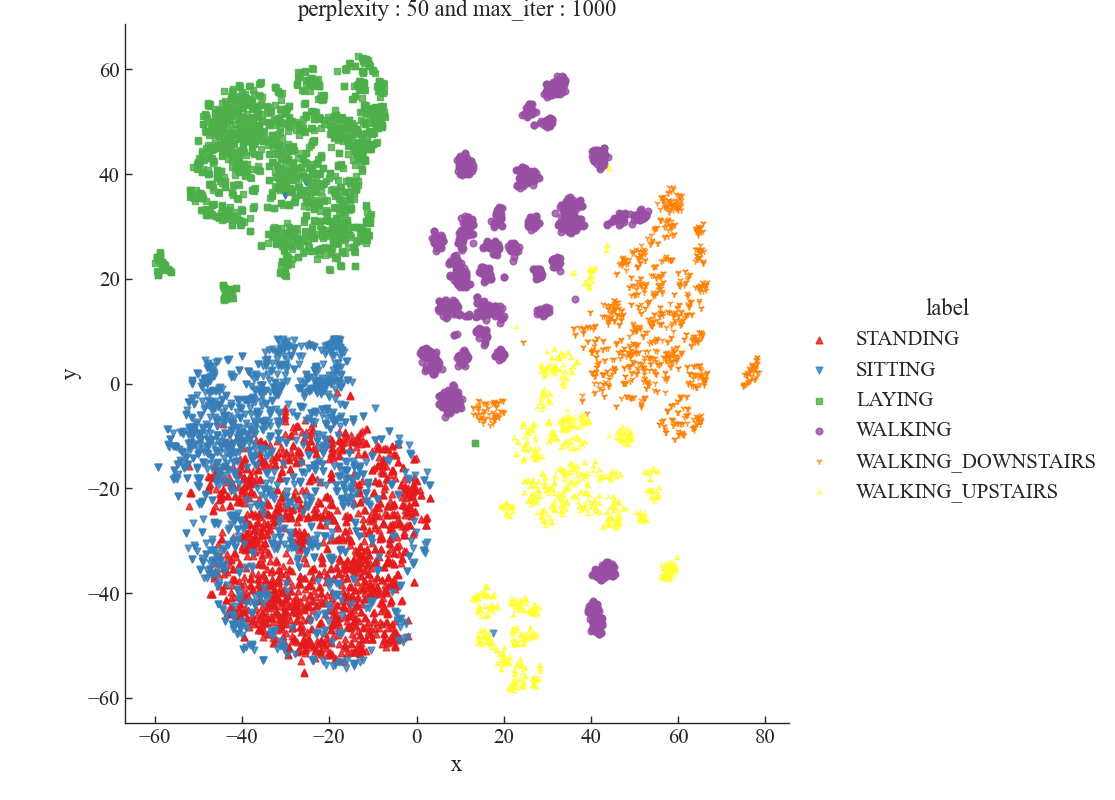 perplexity : 50 and max_iter : 1000
60
40
20
0
−20
−40
−60
y
−60
−40
−20
0
20
40
60
80
x
label
STANDING
SITTING
LAYING
WALKING
WALKING_DOWNSTAIRS
WALKING_UPSTAIRS